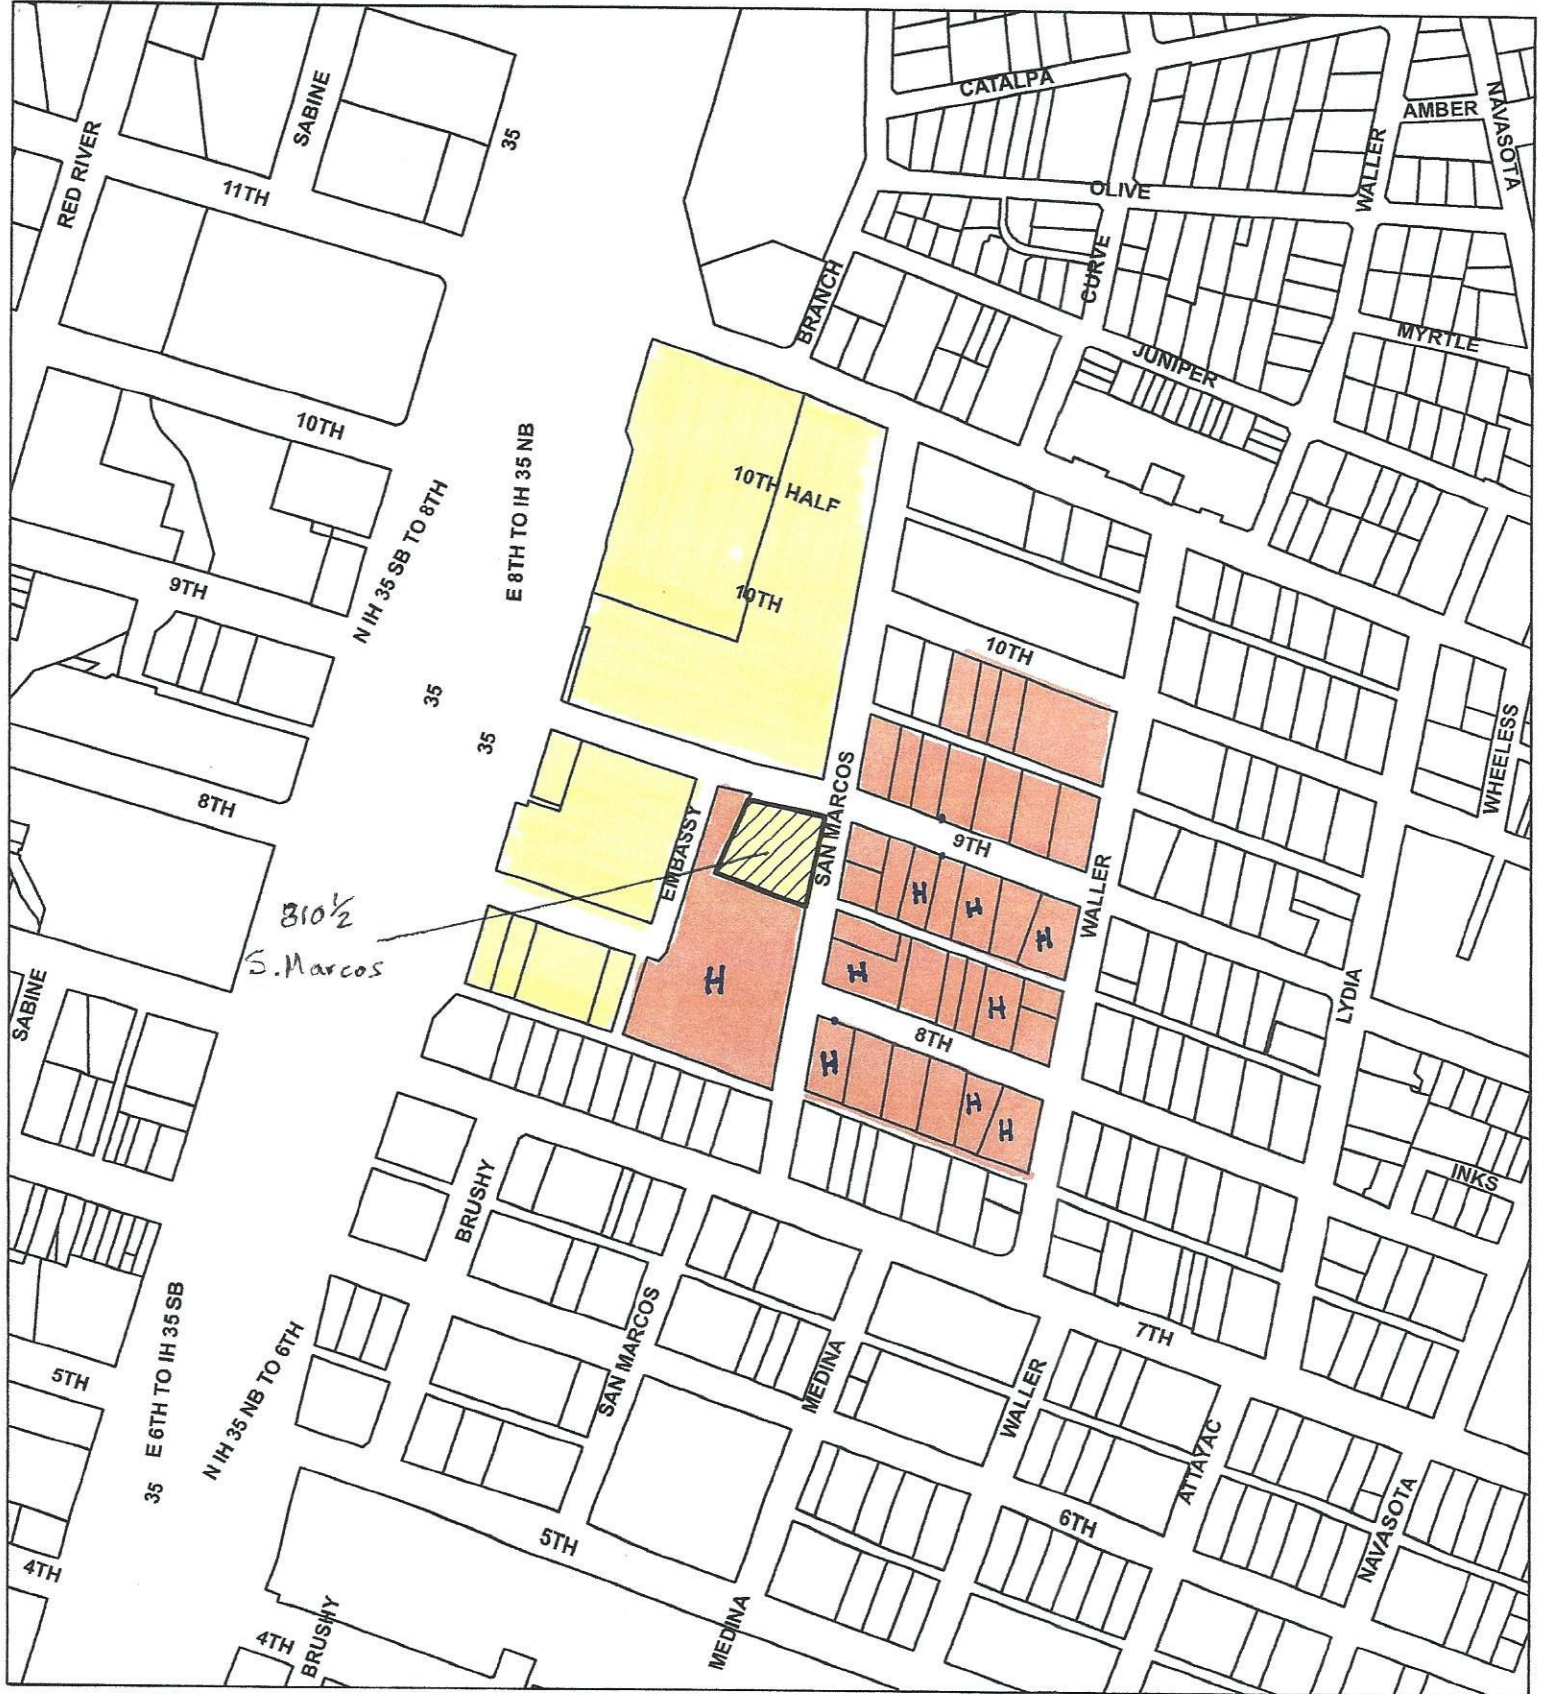 CATALPA
NAVASOTA
AMBER
SABINE
35
WALLER
RED RIVER
11TH
OLIVE
BRANCH
CURVE
MYRTLE
JUNIPER
10TH
E 8TH TO IH 35 NB
10TH HALF
N IH 35 SB TO 8TH
9TH
10TH
10TH
35
35
WHEELESS
8TH
SAN MARCOS
EMBASSY
9TH
WALLER
H
H
H
810½
S. Marcos
H
H
H
LYDIA
SABINE
8TH
H
H
H
INKS
BRUSHY
E 6TH TO IH 35 SB
35
N IH 35 NB TO 6TH
SAN MARCOS
7TH
MEDINA
WALLER
5TH
ATTAYAC
NAVASOTA
6TH
5TH
4TH
4TH
BRUSHY
MEDINA